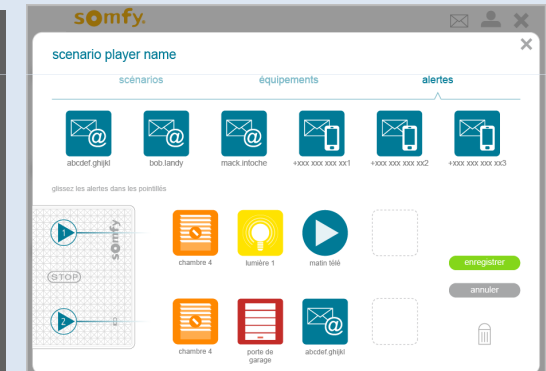 somfy.
scenario player name
scénarios équipements alertes
abcdef.ghijkl bob.landy mack.intoche +xxx xxx xxx xx1 +xxx xxx xxx xx2 +xxx xxx xxx xx3
glissez les alertes dans les pointillés
1
somfy
chambre 4 lumière 1 matin télé
enregistrer
STOP
annuler
2
chambre 4 porte de garage abcdef.ghijkl